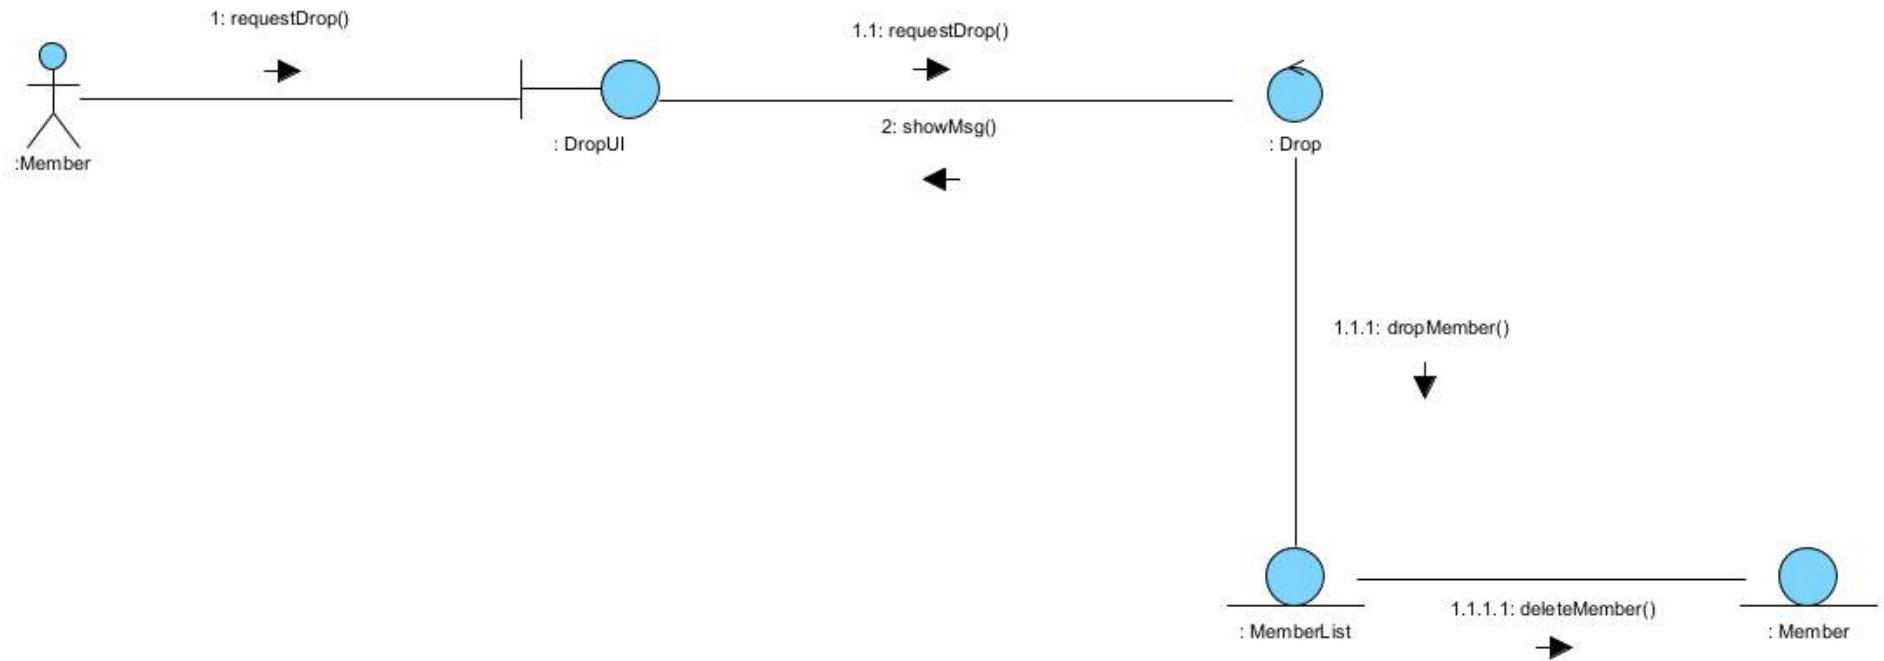 1: requestDrop()
1.1: requestDrop()
2: showMsg()
: DropUI
: Drop
:Member
1.1.1: dropMember()
1.1.1.1: deleteMember()
: MemberList
: Member